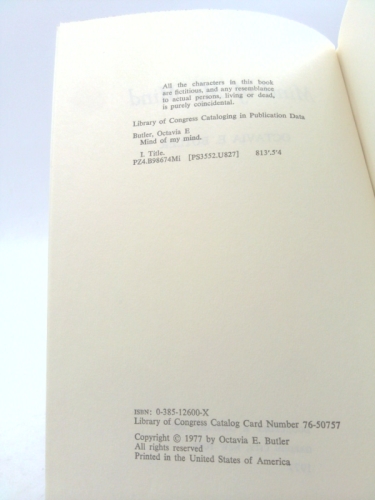 All the characters in this book
are fictitious, and any resemblance
to actual persons, living or dead,
is purely coincidental.
Library of Congress Cataloging in Publication Data
Butler, Octavia E
Mind of my mind.
I. Title.
PZ4.B98674Mi [PS3552.U827] 813'.5'4
ISBN: 0-385-12600-X
Library of Congress Catalog Card Number 76-50757
Copyright © 1977 by Octavia E. Butler
All rights reserved
Printed in the United States of America